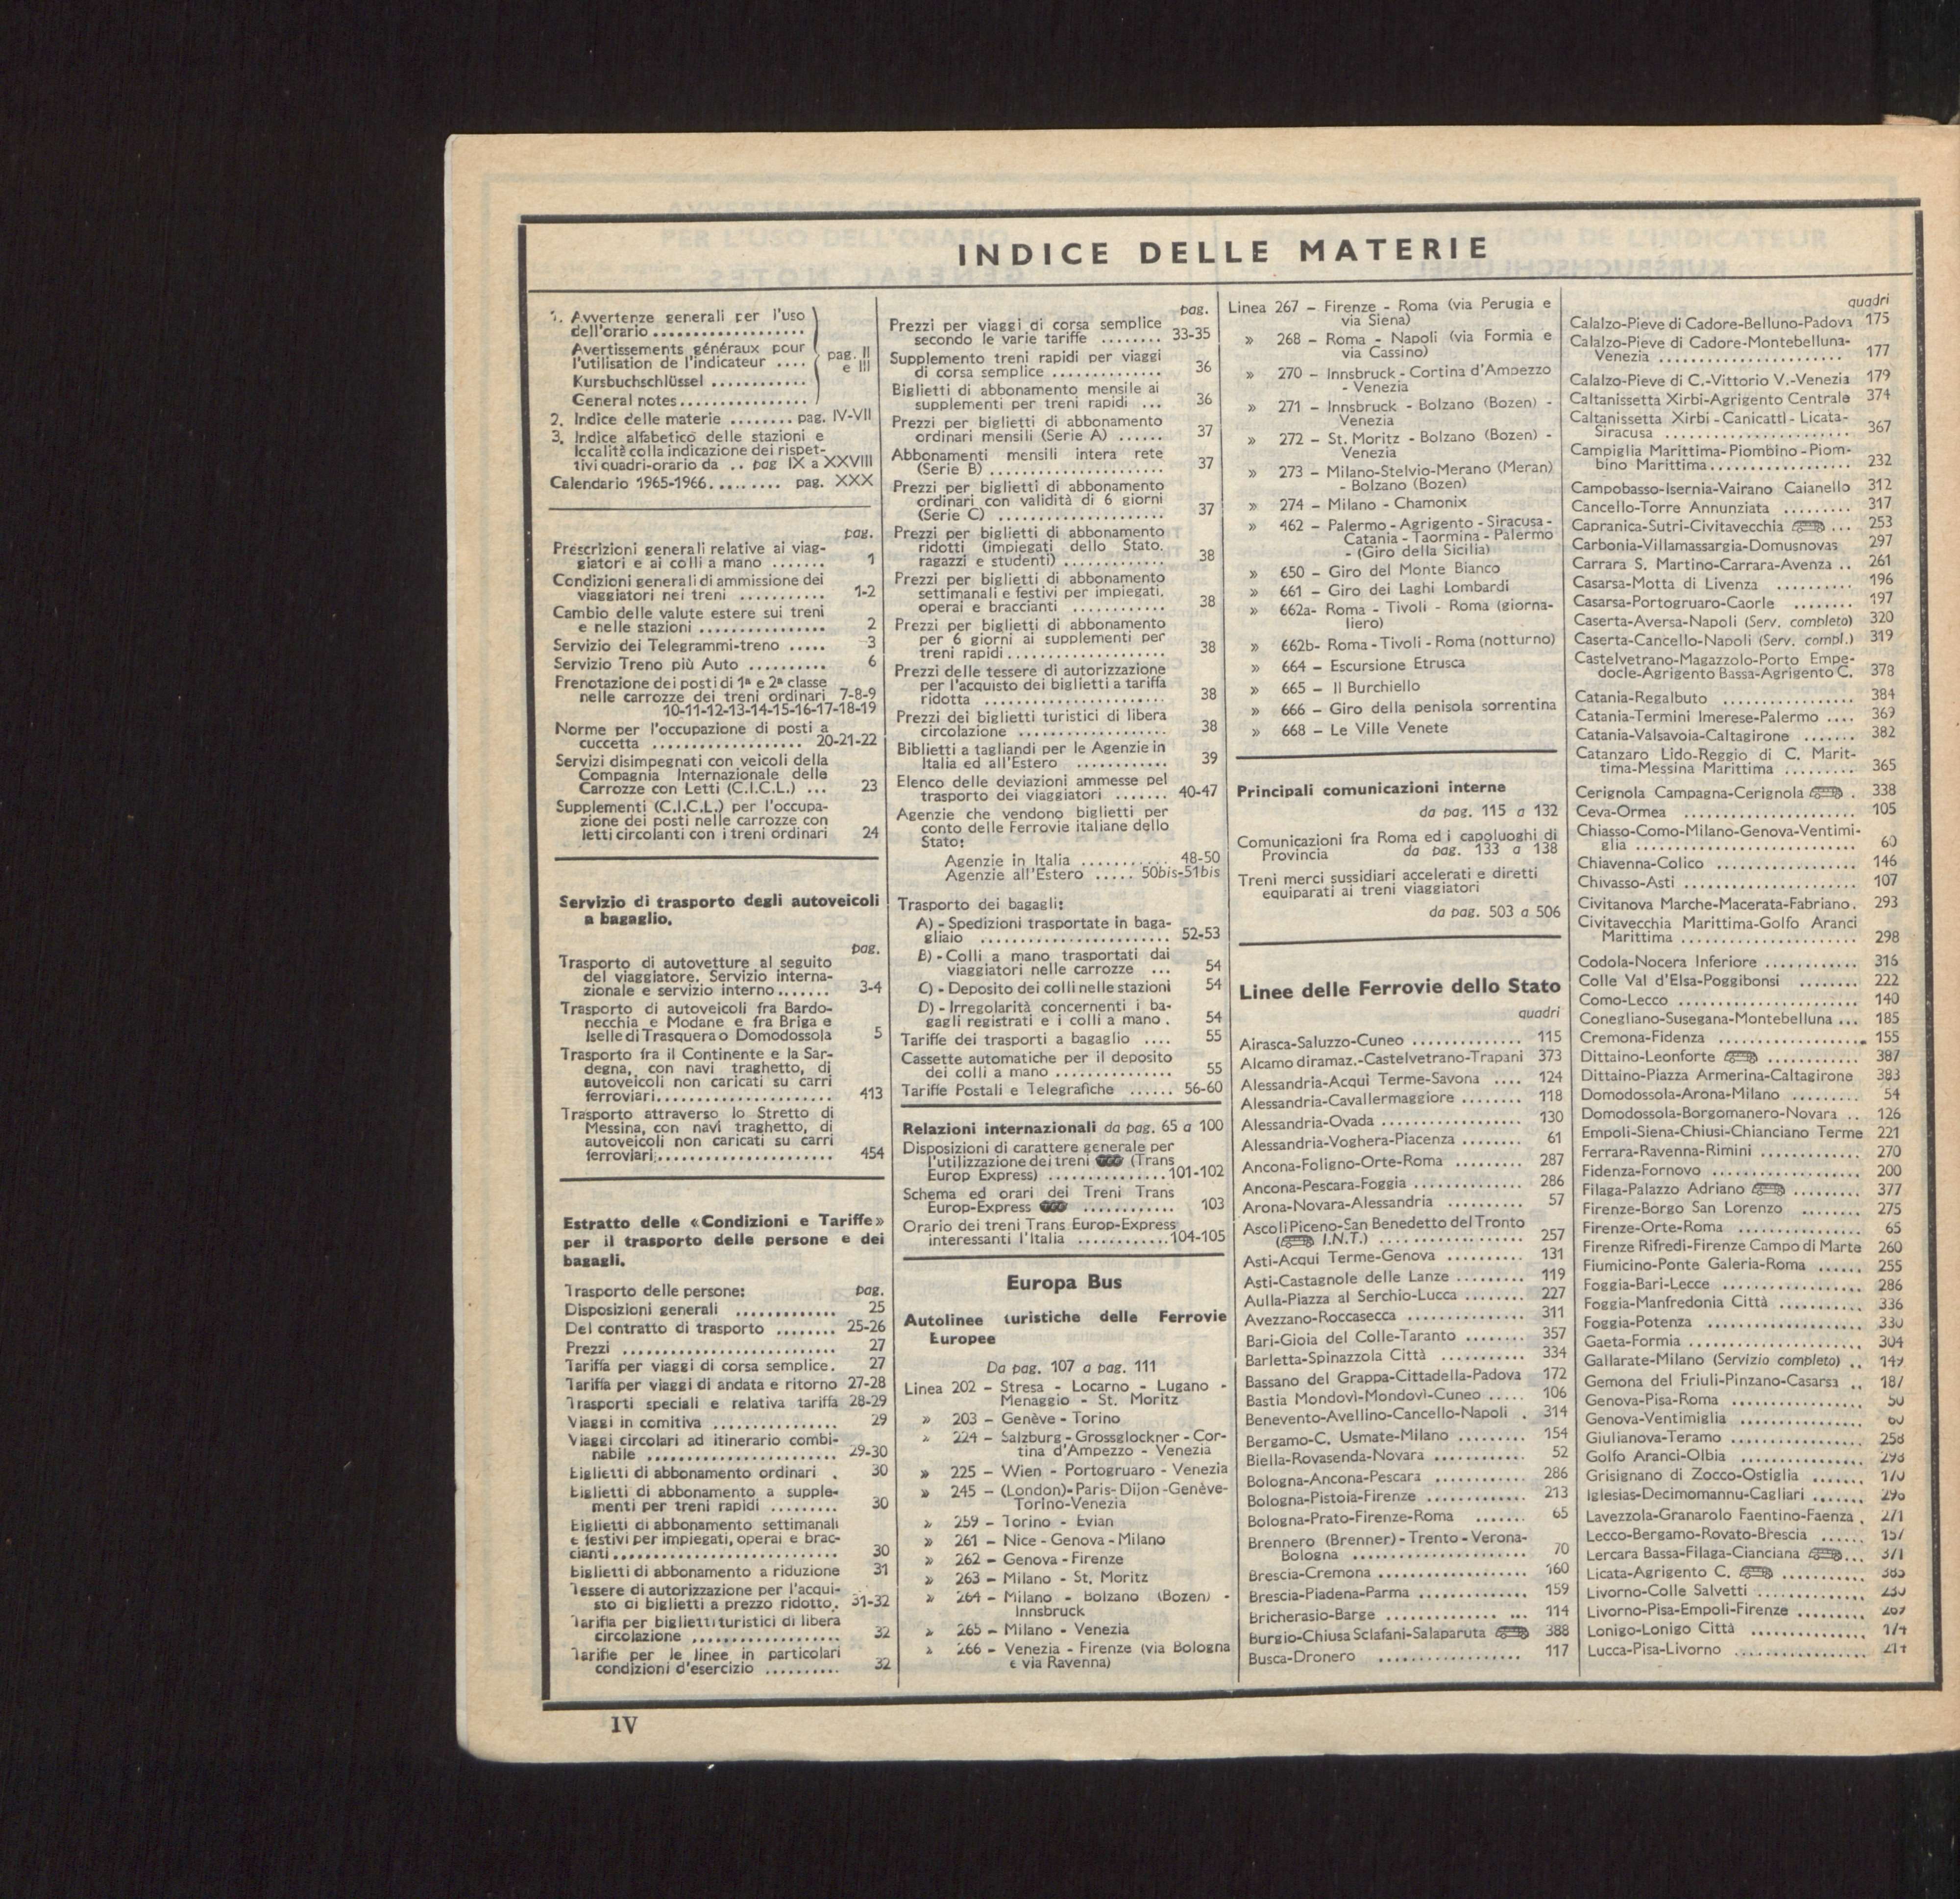 INDICE DELLE MATERIE
1. Avvertenze generali per l'uso
dell'orario ...................
Avertissements généraux pour
l'utilisation de l'indicateur ....
Kursbuchschlüssel ............
General notes................
pag. II
e III
2. Indice delle materie ........ pag. IV-VII
3. Indice alfabetico delle stazioni e
località colla indicazione dei rispet-
tivi quadri-orario da .. pag IX a XXVIII
Calendario 1965-1966......... pag. XXX
pag.
Prescrizioni generali relative ai viag-
giatori e ai colli a mano ....... 1
Condizioni generali di ammissione dei
viaggiatori nei treni ........... 1-2
Cambio delle valute estere sui treni
e nelle stazioni ................ 2
Servizio dei Telegrammi-treno ..... 3
Servizio Treno più Auto .......... 6
Prenotazione dei posti di 1ª e 2ª classe
nelle carrozze dei treni ordinari 7-8-9
10-11-12-13-14-15-16-17-18-19
Norme per l'occupazione di posti a
cuccetta ................... 20-21-22
Servizi disimpegnati con veicoli della
Compagnia Internazionale delle
Carrozze con Letti (C.I.C.L.) ... 23
Supplementi (C.I.C.L.) per l'occupa-
zione dei posti nelle carrozze con
letti circolanti con i treni ordinari 24
Servizio di trasporto degli autoveicoli
a bagaglio.
pag.
Trasporto di autovetture al seguito
del viaggiatore. Servizio interna-
zionale e servizio interno....... 3-4
Trasporto di autoveicoli fra Bardo-
necchia e Modane e fra Briga e
Iselle di Trasquera o Domodossola 5
Trasporto fra il Continente e la Sar-
degna, con navi traghetto, di
autoveicoli non caricati su carri
ferroviari...................... 413
Trasporto attraverso lo Stretto di
Messina, con navi traghetto, di
autoveicoli non caricati su carri
ferroviari...................... 454
Estratto delle «Condizioni e Tariffe»
per il trasporto delle persone e dei
bagagli.
Trasporto delle persone: pag.
Disposizioni generali ............. 25
Del contratto di trasporto ........ 25-26
Prezzi ........................... 27
Tariffa per viaggi di corsa semplice. 27
Tariffa per viaggi di andata e ritorno 27-28
Trasporti speciali e relativa tariffa 28-29
Viaggi in comitiva ................ 29
Viaggi circolari ad itinerario combi-
nabile ........................ 29-30
Biglietti di abbonamento ordinari . 30
Biglietti di abbonamento a supple-
menti per treni rapidi ......... 30
Biglietti di abbonamento settimanali
e festivi per impiegati, operai e brac-
cianti............................ 30
Biglietti di abbonamento a riduzione 31
Tessere di autorizzazione per l'acqui-
sto di biglietti a prezzo ridotto. 31-32
Tariffa per biglietti turistici di libera
circolazione ................... 32
Tariffe per le linee in particolari
condizioni d'esercizio .......... 32
pag.
Prezzi per viaggi di corsa semplice
secondo le varie tariffe ........ 33-35
Supplemento treni rapidi per viaggi
di corsa semplice .............. 36
Biglietti di abbonamento mensile ai
supplementi per treni rapidi ... 36
Prezzi per biglietti di abbonamento
ordinari mensili (Serie A) ...... 37
Abbonamenti mensili intera rete
(Serie B) ...................... 37
Prezzi per biglietti di abbonamento
ordinari con validità di 6 giorni
(Serie C) ..................... 37
Prezzi per biglietti di abbonamento
ridotti (impiegati dello Stato.
ragazzi e studenti) ............. 38
Prezzi per biglietti di abbonamento
settimanali e festivi per impiegati,
operai e braccianti ............ 38
Prezzi per biglietti di abbonamento
per 6 giorni ai supplementi per
treni rapidi.................... 38
Prezzi delle tessere di autorizzazione
per l'acquisto dei biglietti a tariffa
ridotta ....................... 38
Prezzi dei biglietti turistici di libera
circolazione ................... 38
Biblietti a tagliandi per le Agenzie in
Italia ed all'Estero ............ 39
Elenco delle deviazioni ammesse pel
trasporto dei viaggiatori ....... 40-47
Agenzie che vendono biglietti per
conto delle Ferrovie italiane dello
Stato:
Agenzie in Italia ........... 48-50
Agenzie all'Estero ..... 50bis-51bis
Trasporto dei bagagli:
A) - Spedizioni trasportate in baga-
gliaio ........................ 52-53
B) - Colli a mano trasportati dai
viaggiatori nelle carrozze ... 54
C) - Deposito dei colli nelle stazioni 54
D) - Irregolarità concernenti i ba-
gagli registrati e i colli a mano . 54
Tariffe dei trasporti a bagaglio .... 55
Cassette automatiche per il deposito
dei colli a mano ............... 55
Tariffe Postali e Telegrafiche ...... 56-60
Relazioni internazionali da pag. 65 a 100
Disposizioni di carattere generale per
l'utilizzazione dei treni (Trans
Europ Express) ............... 101-102
Schema ed orari dei Treni Trans
Europ-Express ............ 103
Orario dei treni Trans Europ-Express
interessanti l'Italia ............ 104-105
Europa Bus
Autolinee turistiche delle Ferrovie
Europee
Da pag. 107 a pag. 111
Linea 202 – Stresa - Locarno - Lugano -
Menaggio - St. Moritz
» 203 – Genève - Torino
» 224 – Salzburg - Grossglockner - Cor-
tina d'Ampezzo - Venezia
» 225 – Wien - Portogruaro - Venezia
» 245 – (London)-Paris-Dijon-Genève-
Torino-Venezia
» 259 – Torino - Evian
» 261 – Nice - Genova - Milano
» 262 – Genova - Firenze
» 263 – Milano - St. Moritz
» 264 – Milano - Bolzano (Bozen) -
Innsbruck
» 265 – Milano - Venezia
» 266 – Venezia - Firenze (via Bologna
e via Ravenna)
Linea 267 – Firenze - Roma (via Perugia e
via Siena)
» 268 – Roma - Napoli (via Formia e
via Cassino)
» 270 – Innsbruck - Cortina d'Ampezzo
- Venezia
» 271 – Innsbruck - Bolzano (Bozen) -
Venezia
» 272 – St. Moritz - Bolzano (Bozen) -
Venezia
» 273 – Milano-Stelvio-Merano (Meran)
- Bolzano (Bozen)
» 274 – Milano - Chamonix
» 462 – Palermo - Agrigento - Siracusa -
Catania - Taormina - Palermo
- (Giro della Sicilia)
» 650 – Giro del Monte Bianco
» 661 – Giro dei Laghi Lombardi
» 662a- Roma - Tivoli - Roma (giorna-
liero)
» 662b- Roma - Tivoli - Roma (notturno)
» 664 – Escursione Etrusca
» 665 – Il Burchiello
» 666 – Giro della penisola sorrentina
» 668 – Le Ville Venete
Principali comunicazioni interne
da pag. 115 a 132
Comunicazioni fra Roma ed i capoluoghi di
Provincia da pag. 133 a 138
Treni merci sussidiari accelerati e diretti
equiparati ai treni viaggiatori
da pag. 503 a 506
Linee delle Ferrovie dello Stato
quadri
Airasca-Saluzzo-Cuneo .............. 115
Alcamo diramaz.-Castelvetrano-Trapani 373
Alessandria-Acqui Terme-Savona .... 124
Alessandria-Cavallermaggiore ........ 118
Alessandria-Ovada .................. 130
Alessandria-Voghera-Piacenza ........ 61
Ancona-Foligno-Orte-Roma ......... 287
Ancona-Pescara-Foggia .............. 286
Arona-Novara-Alessandria .......... 57
Ascoli Piceno-San Benedetto del Tronto
( I.N.T.) .................. 257
Asti-Acqui Terme-Genova .......... 131
Asti-Castagnole delle Lanze ......... 119
Aulla-Piazza al Serchio-Lucca ........ 227
Avezzano-Roccasecca ............... 311
Bari-Gioia del Colle-Taranto ........ 357
Barletta-Spinazzola Città ........... 334
Bassano del Grappa-Cittadella-Padova 172
Bastia Mondovì-Mondovì-Cuneo ..... 106
Benevento-Avellino-Cancello-Napoli . 314
Bergamo-C. Usmate-Milano ......... 154
Biella-Rovasenda-Novara ............ 52
Bologna-Ancona-Pescara ............ 286
Bologna-Pistoia-Firenze ............. 213
Bologna-Prato-Firenze-Roma ....... 65
Brennero (Brenner) - Trento - Verona-
Bologna ....................... 70
Brescia-Cremona ................... 160
Brescia-Piadena-Parma .............. 159
Bricherasio-Barge .............. ... 114
Burgio-Chiusa Sclafani-Salaparuta 388
Busca-Dronero .................. 117
quadri
Calalzo-Pieve di Cadore-Belluno-Padova 175
Calalzo-Pieve di Cadore-Montebelluna-
Venezia ........................ 177
Calalzo-Pieve di C.-Vittorio V.-Venezia 179
Caltanissetta Xirbi-Agrigento Centrale 374
Caltanissetta Xirbi - Canicattì - Licata-
Siracusa ........................ 367
Campiglia Marittima-Piombino - Piom-
bino Marittima.................. 232
Campobasso-Isernia-Vairano Caianello 312
Cancello-Torre Annunziata ......... 317
Capranica-Sutri-Civitavecchia ... 253
Carbonia-Villamassargia-Domusnovas 297
Carrara S. Martino-Carrara-Avenza .. 261
Casarsa-Motta di Livenza .......... 196
Casarsa-Portogruaro-Caorle ........ 197
Caserta-Aversa-Napoli (Serv. completo) 320
Caserta-Cancello-Napoli (Serv. compl.) 319
Castelvetrano-Magazzolo-Porto Empe-
docle-Agrigento Bassa-Agrigento C. 378
Catania-Regalbuto ................. 384
Catania-Termini Imerese-Palermo .... 369
Catania-Valsavoia-Caltagirone ....... 382
Catanzaro Lido-Reggio di C. Marit-
tima-Messina Marittima ......... 365
Cerignola Campagna-Cerignola . 338
Ceva-Ormea ...................... 105
Chiasso-Como-Milano-Genova-Ventimi-
glia ........................... 60
Chiavenna-Colico .................. 146
Chivasso-Asti ..................... 107
Civitanova Marche-Macerata-Fabriano. 293
Civitavecchia Marittima-Golfo Aranci
Marittima ...................... 298
Codola-Nocera Inferiore ............ 316
Colle Val d'Elsa-Poggibonsi ........ 222
Como-Lecco ....................... 140
Conegliano-Susegana-Montebelluna ... 185
Cremona-Fidenza ................... 155
Dittaino-Leonforte ............ 387
Dittaino-Piazza Armerina-Caltagirone 383
Domodossola-Arona-Milano ......... 54
Domodossola-Borgomanero-Novara .. 126
Empoli-Siena-Chiusi-Chianciano Terme 221
Ferrara-Ravenna-Rimini ............ 270
Fidenza-Fornovo ................... 200
Filaga-Palazzo Adriano ......... 377
Firenze-Borgo San Lorenzo ........ 275
Firenze-Orte-Roma ................ 65
Firenze Rifredi-Firenze Campo di Marte 260
Fiumicino-Ponte Galeria-Roma ...... 255
Foggia-Bari-Lecce .................. 286
Foggia-Manfredonia Città ........... 336
Foggia-Potenza .................... 330
Gaeta-Formia ...................... 304
Gallarate-Milano (Servizio completo) .. 149
Gemona del Friuli-Pinzano-Casarsa .. 187
Genova-Pisa-Roma ................. 50
Genova-Ventimiglia ................ 60
Giulianova-Teramo ................. 258
Golfo Aranci-Olbia ................ 298
Grisignano di Zocco-Ostiglia ....... 170
Iglesias-Decimomannu-Cagliari ....... 296
Lavezzola-Granarolo Faentino-Faenza . 271
Lecco-Bergamo-Rovato-Brescia ...... 157
Lercara Bassa-Filaga-Cianciana ... 371
Licata-Agrigento C. .......... 385
Livorno-Colle Salvetti ............. 230
Livorno-Pisa-Empoli-Firenze ......... 269
Lonigo-Lonigo Città ............... 174
Lucca-Pisa-Livorno ................ 214
IV